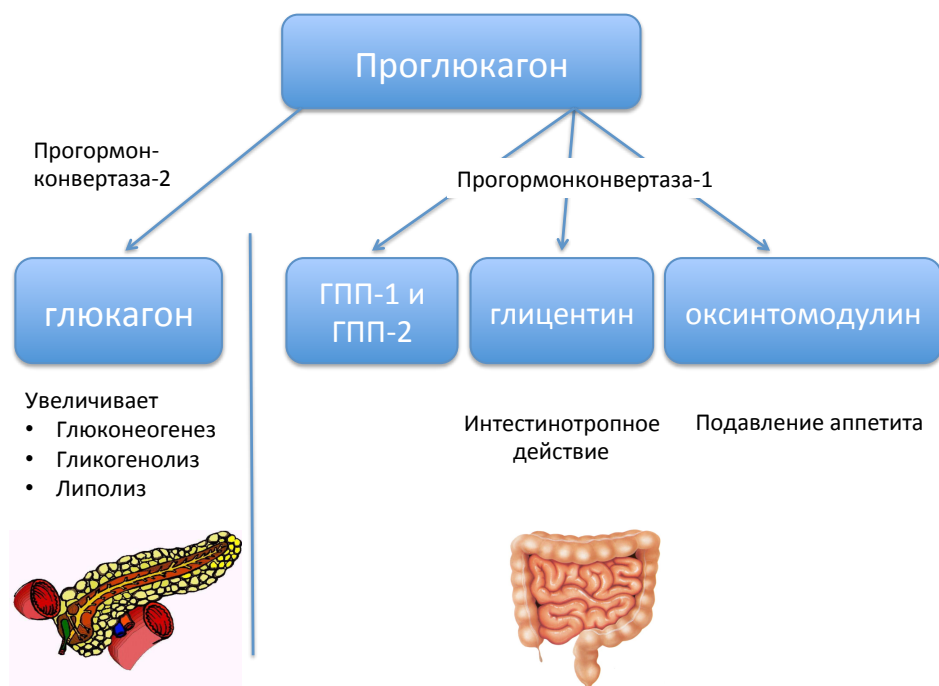 Проглюкагон
Прогормон-
конвертаза-2
Прогормонконвертаза-1
глюкагон
ГПП-1 и
ГПП-2
глицентин
оксинтомодулин
Увеличивает
• Глюконеогенез
• Гликогенолиз
• Липолиз
Интестинотропное
действие
Подавление аппетита